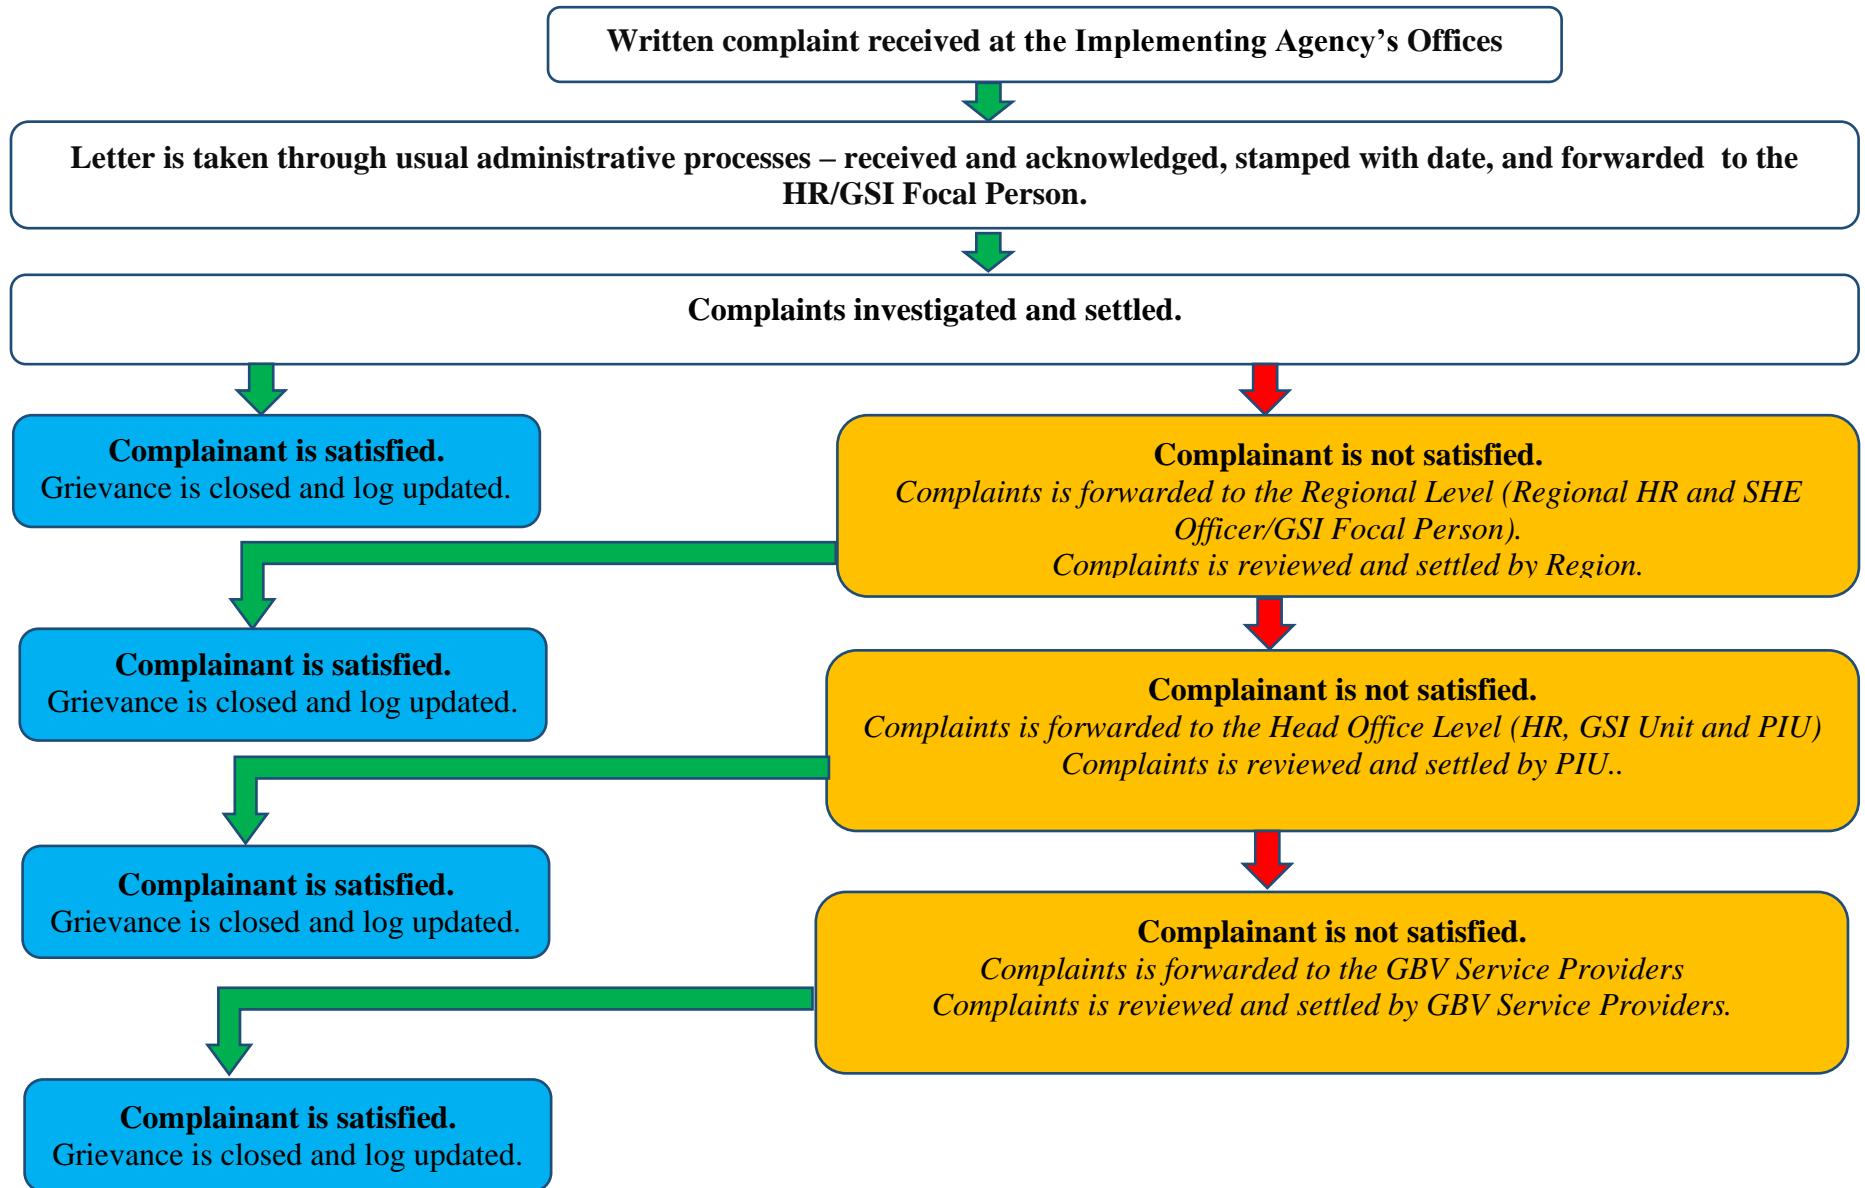 Written complaint received at the Implementing Agency’s Offices
Letter is taken through usual administrative processes – received and acknowledged, stamped with date, and forwarded to the
HR/GSI Focal Person.
Complaints investigated and settled.
Complainant is satisfied.
Grievance is closed and log updated.
Complainant is not satisfied.
Complaints is forwarded to the Regional Level (Regional HR and SHE
Officer/GSI Focal Person).
Complaints is reviewed and settled by Region.
Complainant is satisfied.
Grievance is closed and log updated.
Complainant is not satisfied.
Complaints is forwarded to the Head Office Level (HR, GSI Unit and PIU)
Complaints is reviewed and settled by PIU..
Complainant is satisfied.
Grievance is closed and log updated.
Complainant is not satisfied.
Complaints is forwarded to the GBV Service Providers
Complaints is reviewed and settled by GBV Service Providers.
Complainant is satisfied.
Grievance is closed and log updated.